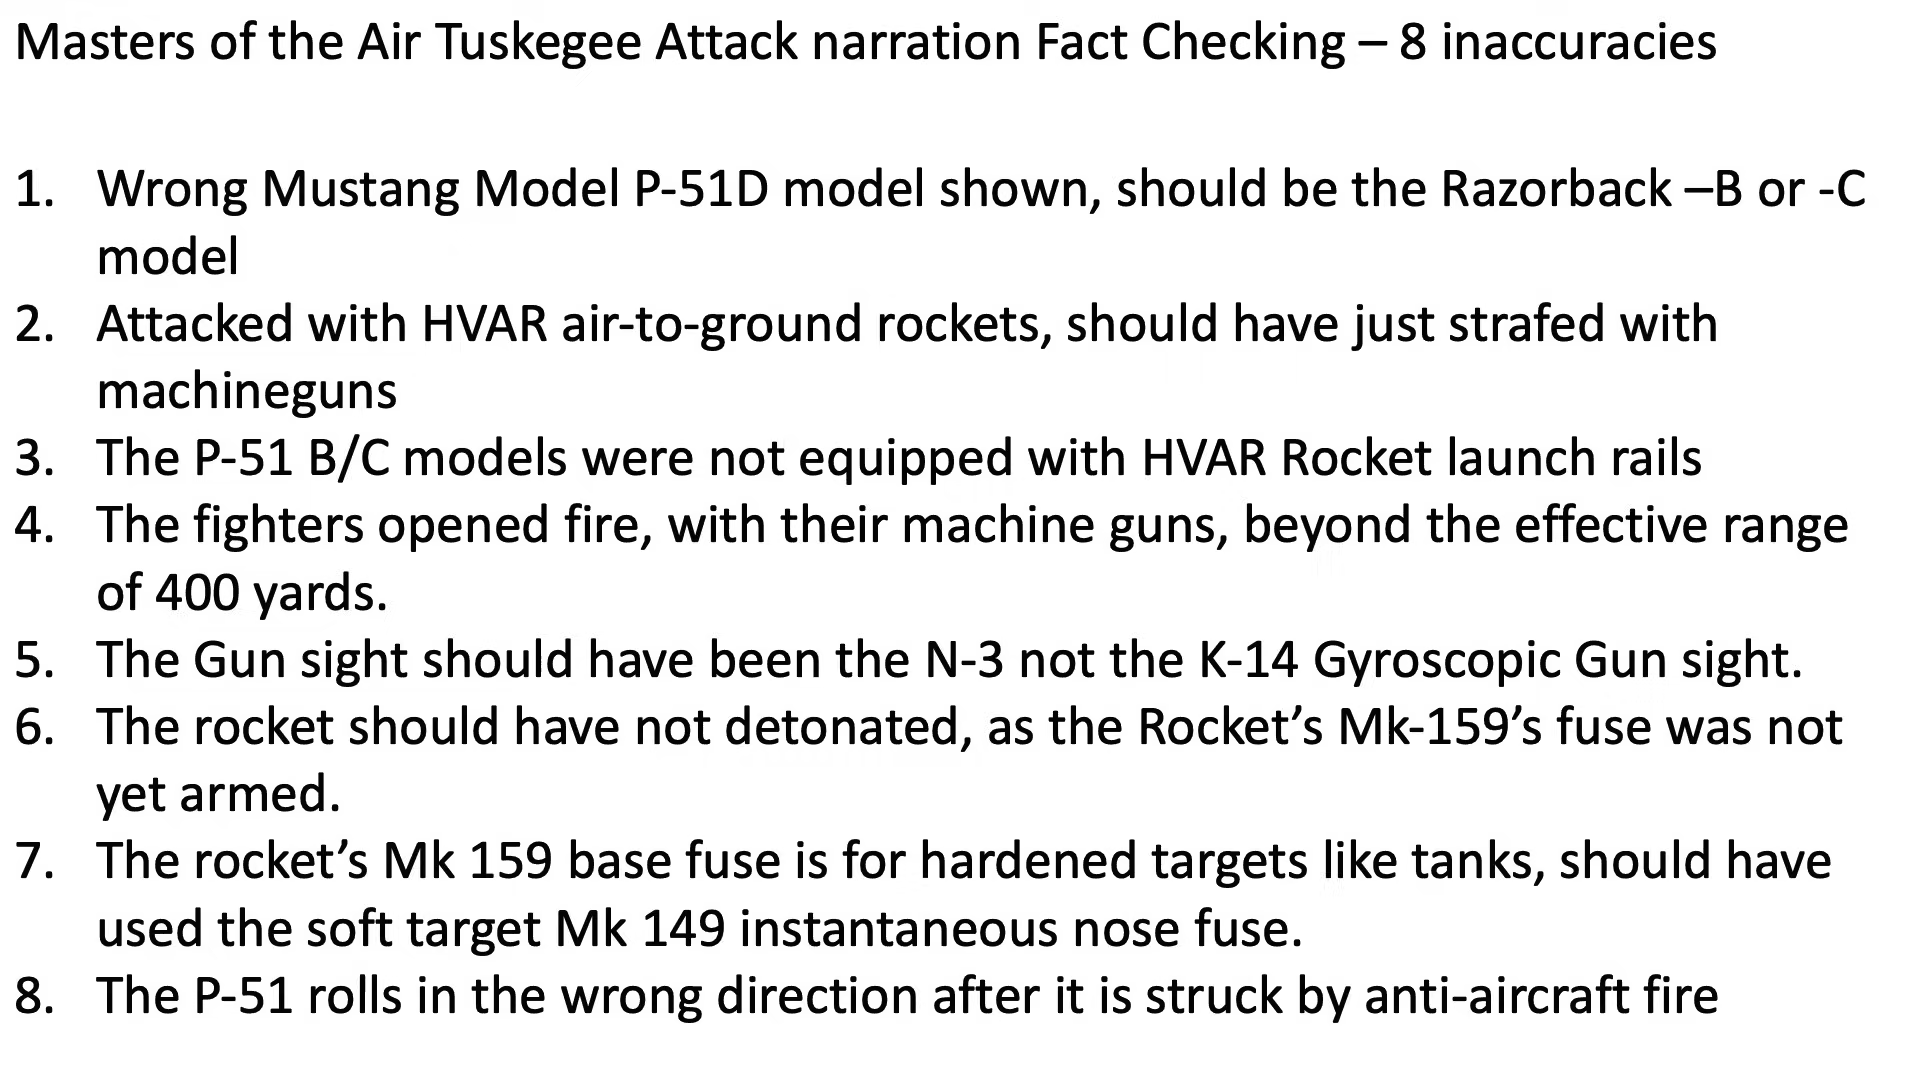 Masters of the Air Tuskegee Attack narration Fact Checking – 8 inaccuracies
1. Wrong Mustang Model P-51D model shown, should be the Razorback –B or -C
model
2. Attacked with HVAR air-to-ground rockets, should have just strafed with
machineguns
3. The P-51 B/C models were not equipped with HVAR Rocket launch rails
4. The fighters opened fire, with their machine guns, beyond the effective range
of 400 yards.
5. The Gun sight should have been the N-3 not the K-14 Gyroscopic Gun sight.
6. The rocket should have not detonated, as the Rocket’s Mk-159’s fuse was not
yet armed.
7. The rocket’s Mk 159 base fuse is for hardened targets like tanks, should have
used the soft target Mk 149 instantaneous nose fuse.
8. The P-51 rolls in the wrong direction after it is struck by anti-aircraft fire